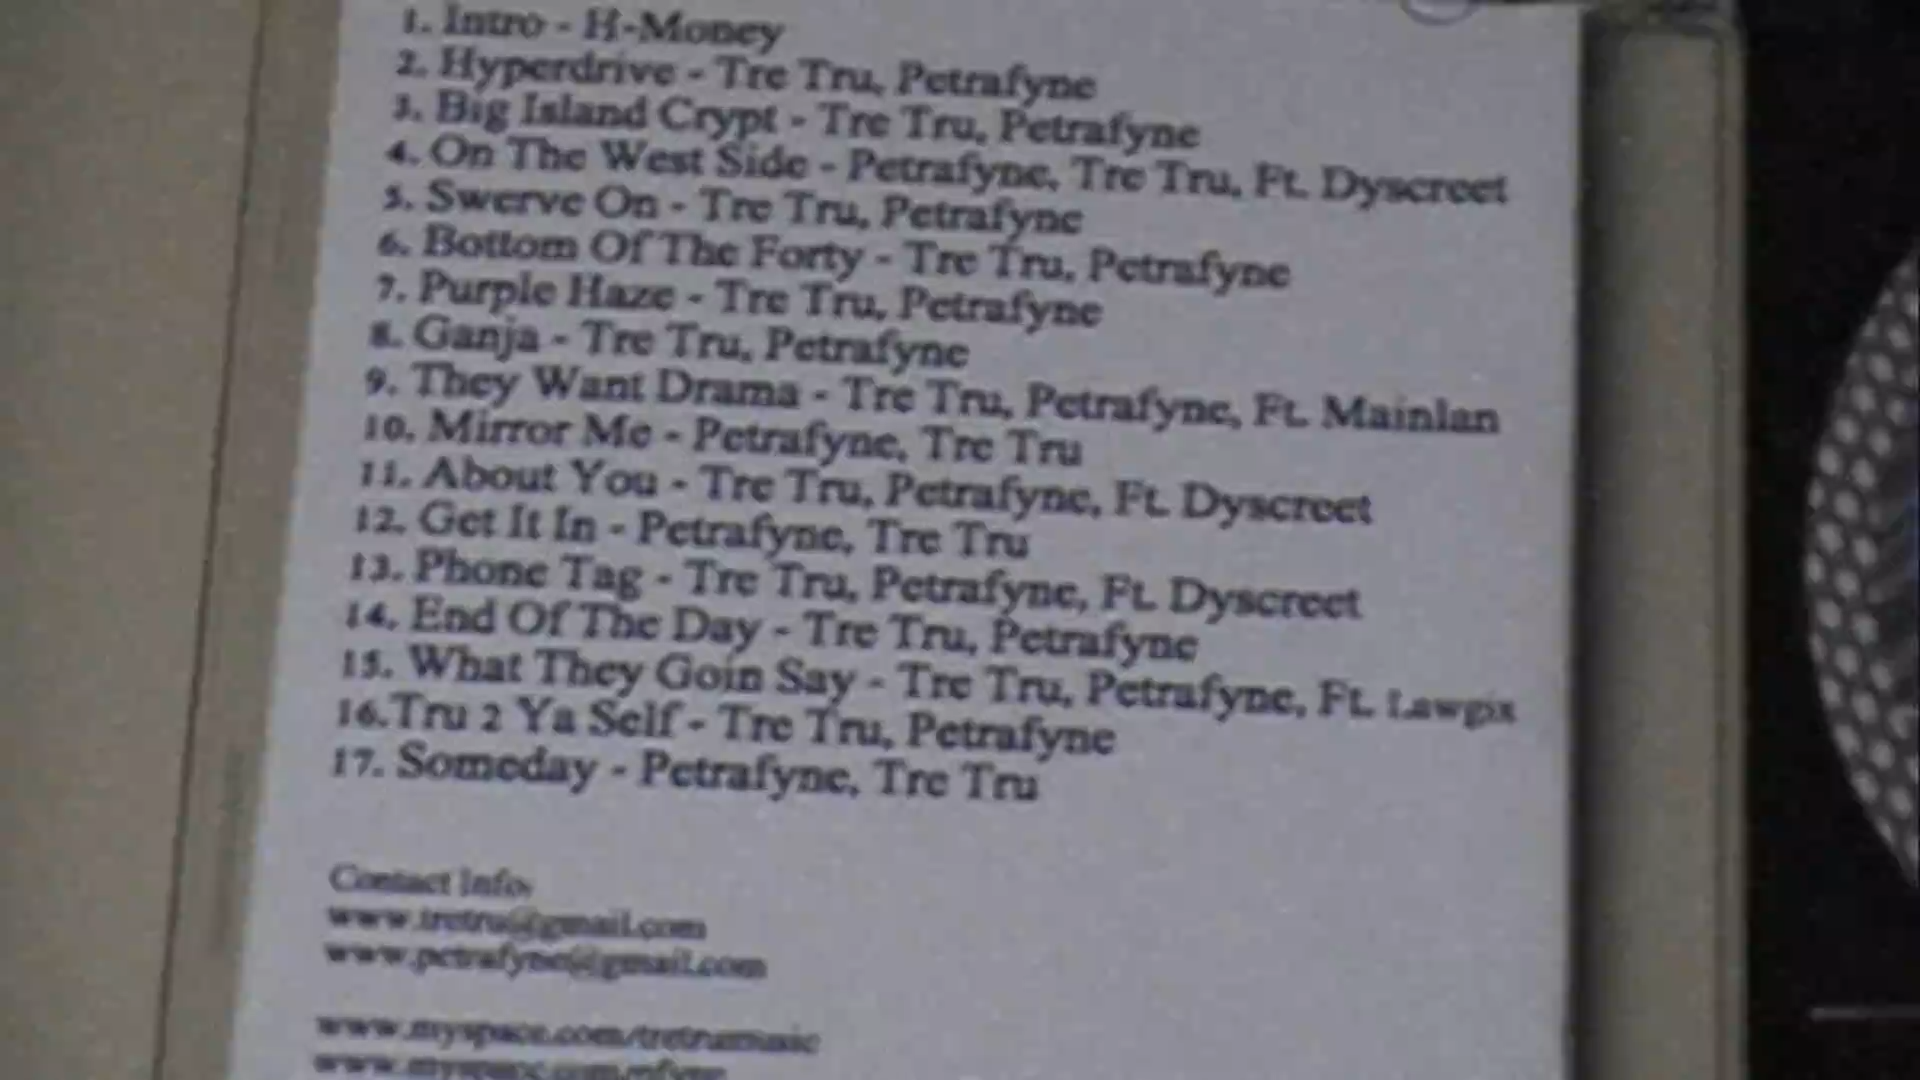 1. Intro - H-Money
2. Hyperdrive - Tre Tru, Petrafyne
3. Big Island Crypt - Tre Tru, Petrafyne
4. On The West Side - Petrafyne, Tre Tru, Ft. Dyscreet
5. Swerve On - Tre Tru, Petrafyne
6. Bottom Of The Forty - Tre Tru, Petrafyne
7. Purple Haze - Tre Tru, Petrafyne
8. Ganja - Tre Tru, Petrafyne
9. They Want Drama - Tre Tru, Petrafyne, Ft. Mainlan
10. Mirror Me - Petrafyne, Tre Tru
11. About You - Tre Tru, Petrafyne, Ft. Dyscreet
12. Get It In - Petrafyne, Tre Tru
13. Phone Tag - Tre Tru, Petrafyne, Ft. Dyscreet
14. End Of The Day - Tre Tru, Petrafyne
15. What They Goin Say - Tre Tru, Petrafyne, Ft. Lawgix
16.Tru 2 Ya Self - Tre Tru, Petrafyne
17. Someday - Petrafyne, Tre Tru
Contact Info:
www.tretru@gmail.com
www.petrafyne@gmail.com
www.myspace.com/tretrumusic